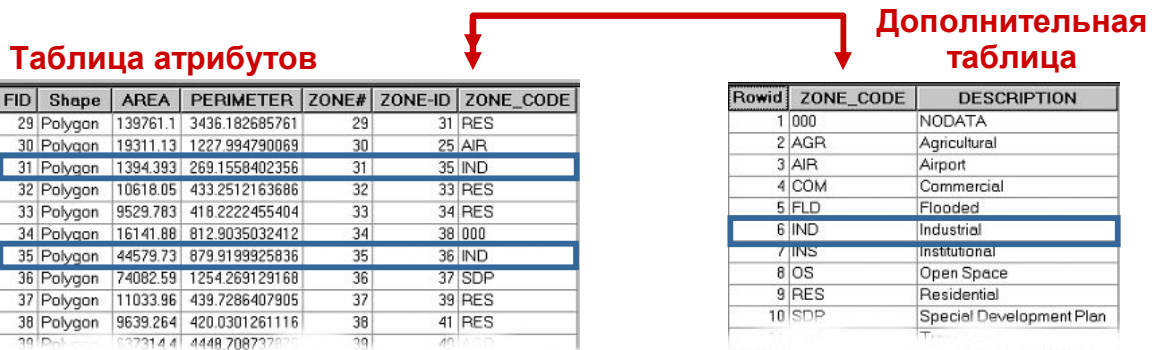 Таблица атрибутов
FID Shape AREA PERIMETER ZONE# ZONE-ID ZONE_CODE
29 Polygon 139761.1 3436.182685761 29 31 RES
30 Polygon 19311.13 1227.994790069 30 25 AIR
31 Polygon 1394.393 269.1558402356 31 35 IND
32 Polygon 10618.05 433.2512163686 32 33 RES
33 Polygon 9529.783 418.2222455404 33 34 RES
34 Polygon 16141.88 812.9035032412 34 38 000
35 Polygon 44579.73 879.9199925836 35 36 IND
36 Polygon 74082.59 1254.269129168 36 37 SDP
37 Polygon 11033.96 439.7286407905 37 39 RES
38 Polygon 9639.264 420.0301261116 38 41 RES
39 637314.4 39 40
Дополнительная
таблица
Rowid ZONE_CODE DESCRIPTION
1 000 NODATA
2 AGR Agricultural
3 AIR Airport
4 COM Commercial
5 FLD Flooded
6 IND Industrial
7 INS Institutional
8 OS Open Space
9 RES Residential
10 SDP Special Development Plan